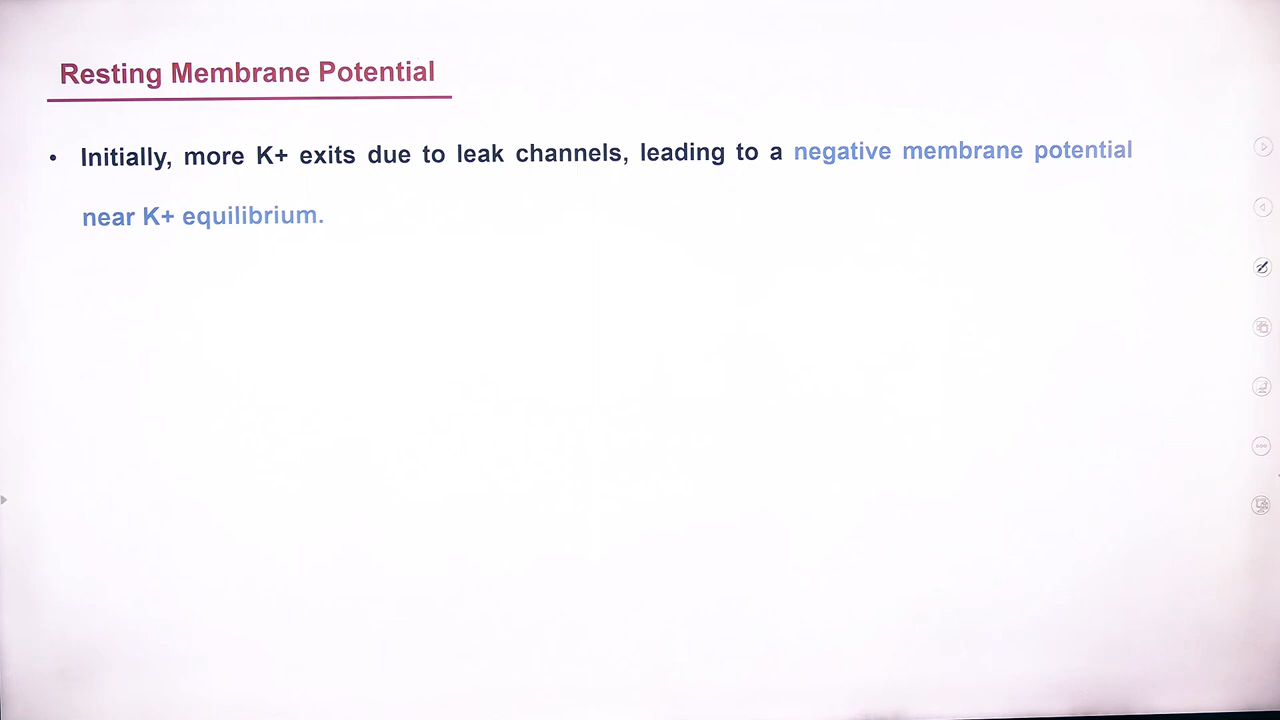 Resting Membrane Potential
• Initially, more K+ exits due to leak channels, leading to a negative membrane potential
near K+ equilibrium.